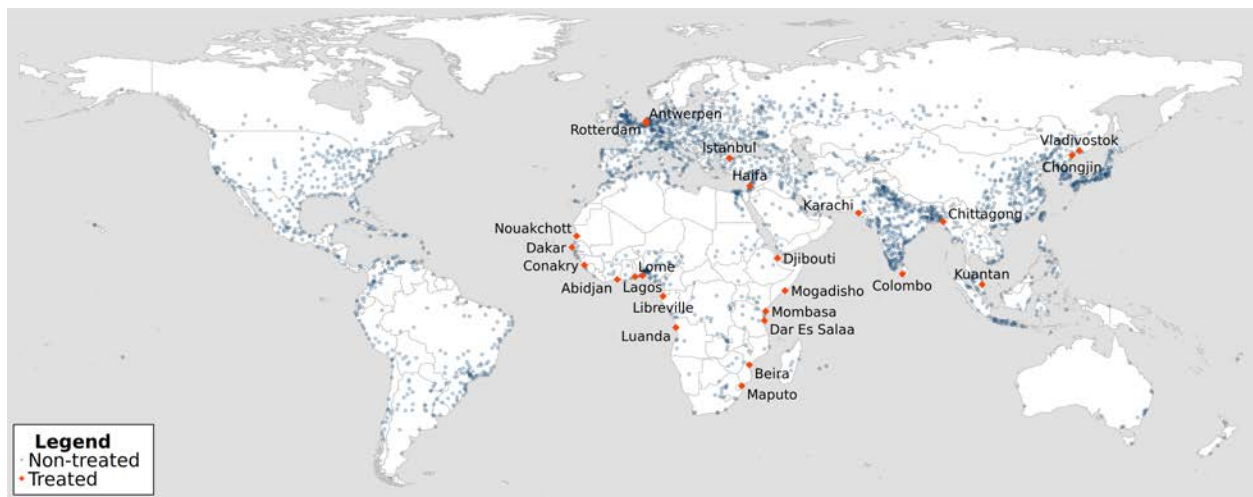 Antwerpen
Rotterdam
Istanbul
Vladivostok
Chongjin
Haifa
Karachi
Chittagong
Nouakchott
Dakar
Djibouti
Conakry
Lome
Kuantan
Abidjan
Lagos
Colombo
Mogadisho
Libreville
Mombasa
Luanda
Dar Es Salaa
Beira
Maputo
Legend
Non-treated
Treated